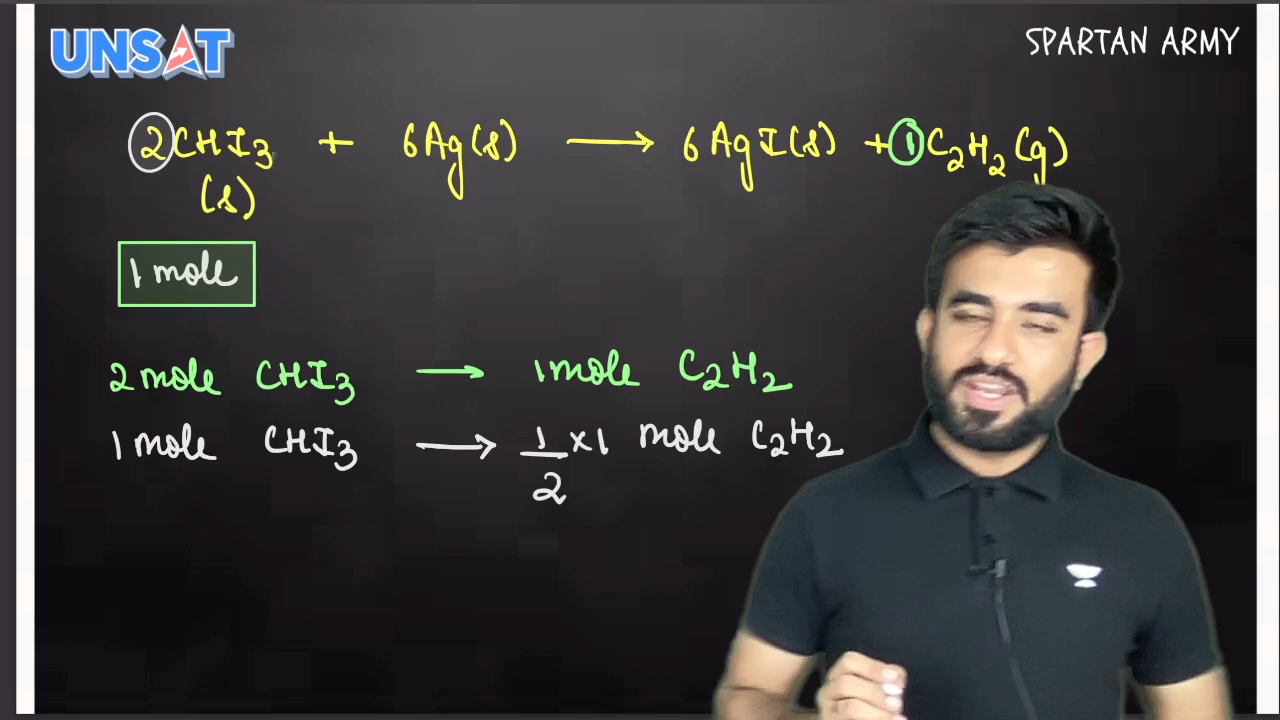 UNSAT
SPARTAN ARMY
2CHI3 + 6Ag(s) ⟶ 6AgI(s) + 1C2H2(g)
(s)
1 mole
2 mole CHI3 ⟶ 1 mole C2H2
1 mole CHI3 ⟶ 1/2 × 1 mole C2H2